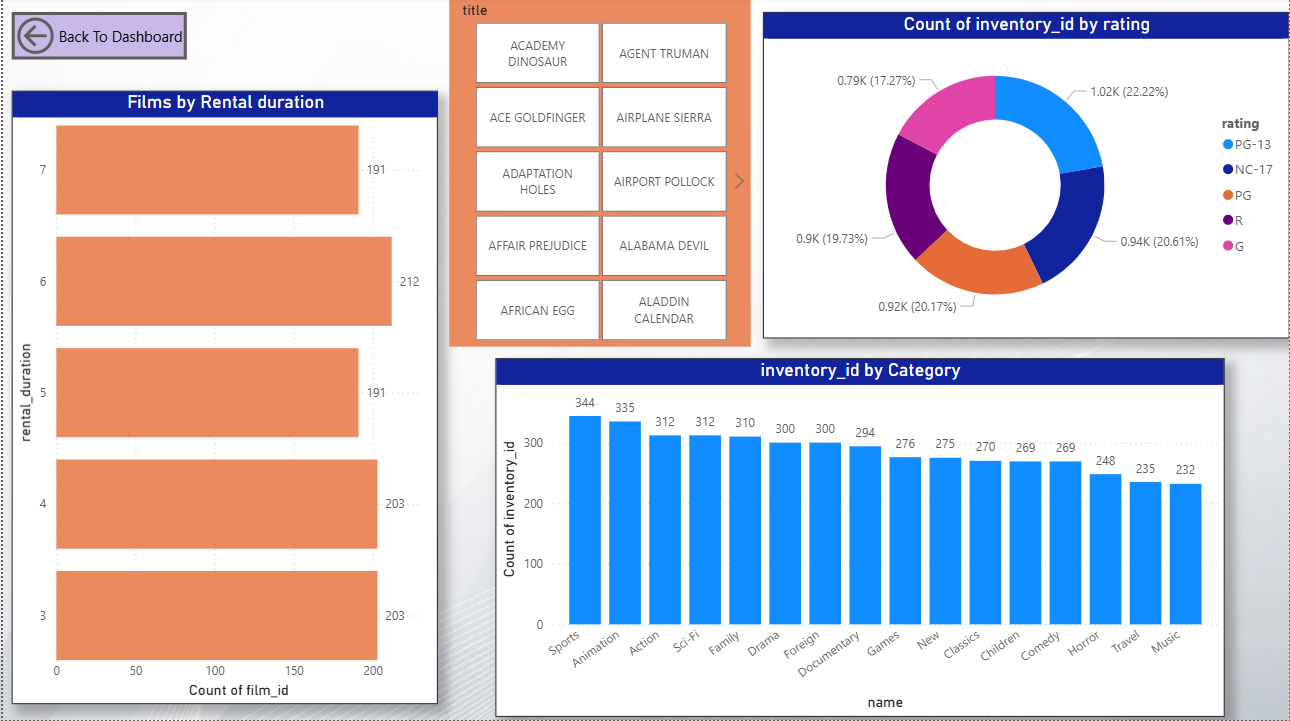 Back To Dashboard
Films by Rental duration
rental_duration
7
191
6
212
5
191
4
203
3
203
0
50
100
150
200
Count of film_id
title
ACADEMY
DINOSAUR
AGENT TRUMAN
ACE GOLDFINGER
AIRPLANE SIERRA
ADAPTATION
HOLES
AIRPORT POLLOCK
AFFAIR PREJUDICE
ALABAMA DEVIL
AFRICAN EGG
ALADDIN
CALENDAR
Count of inventory_id by rating
0.79K (17.27%)
1.02K (22.22%)
0.9K (19.73%)
0.94K (20.61%)
0.92K (20.17%)
rating
PG-13
NC-17
PG
R
G
inventory_id by Category
Count of inventory_id
300
200
100
0
344
335
312
312
310
300
300
294
276
275
270
269
269
248
235
232
Sports
Animation
Action
Sci-Fi
Family
Drama
Foreign
Documentary
Games
New
Classics
Children
Comedy
Horror
Travel
Music
name